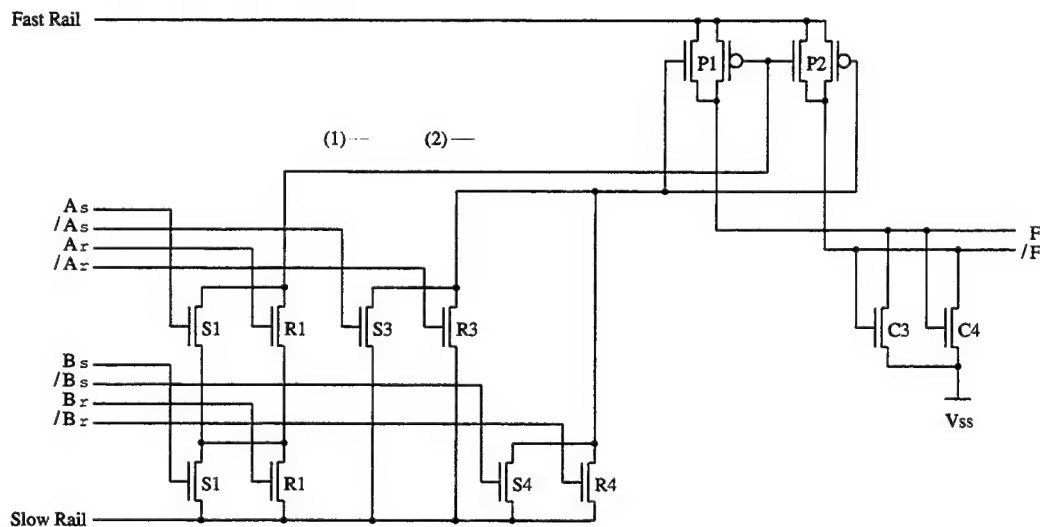 Fast Rail
P1
P2
(1)
(2)
As
/As
Ar
/Ar
F
/F
S1
R1
S3
R3
C3
C4
Bs
/Bs
Br
/Br
Vss
S1
R1
S4
R4
Slow Rail